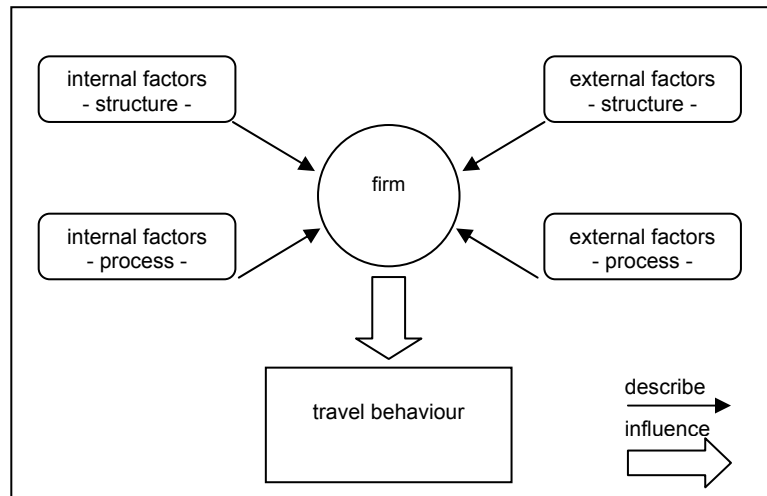 internal factors
- structure -
external factors
- structure -
firm
internal factors
- process -
external factors
- process -
travel behaviour
describe
influence